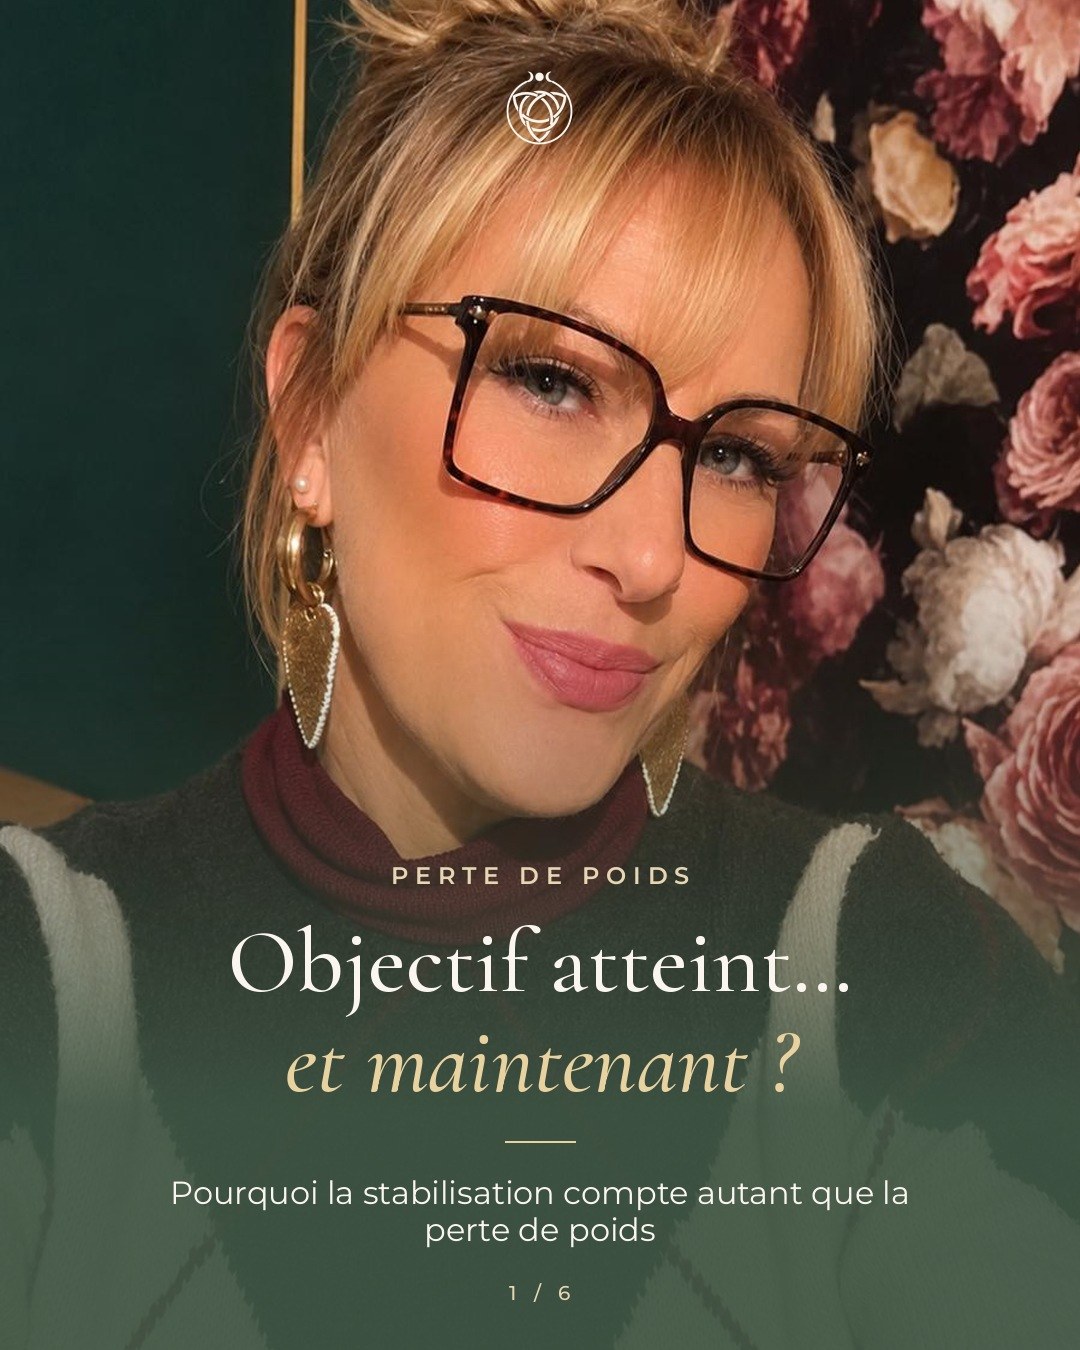 PERTE DE POIDS
Objectif atteint...
et maintenant ?
Pourquoi la stabilisation compte autant que la
perte de poids
1 / 6